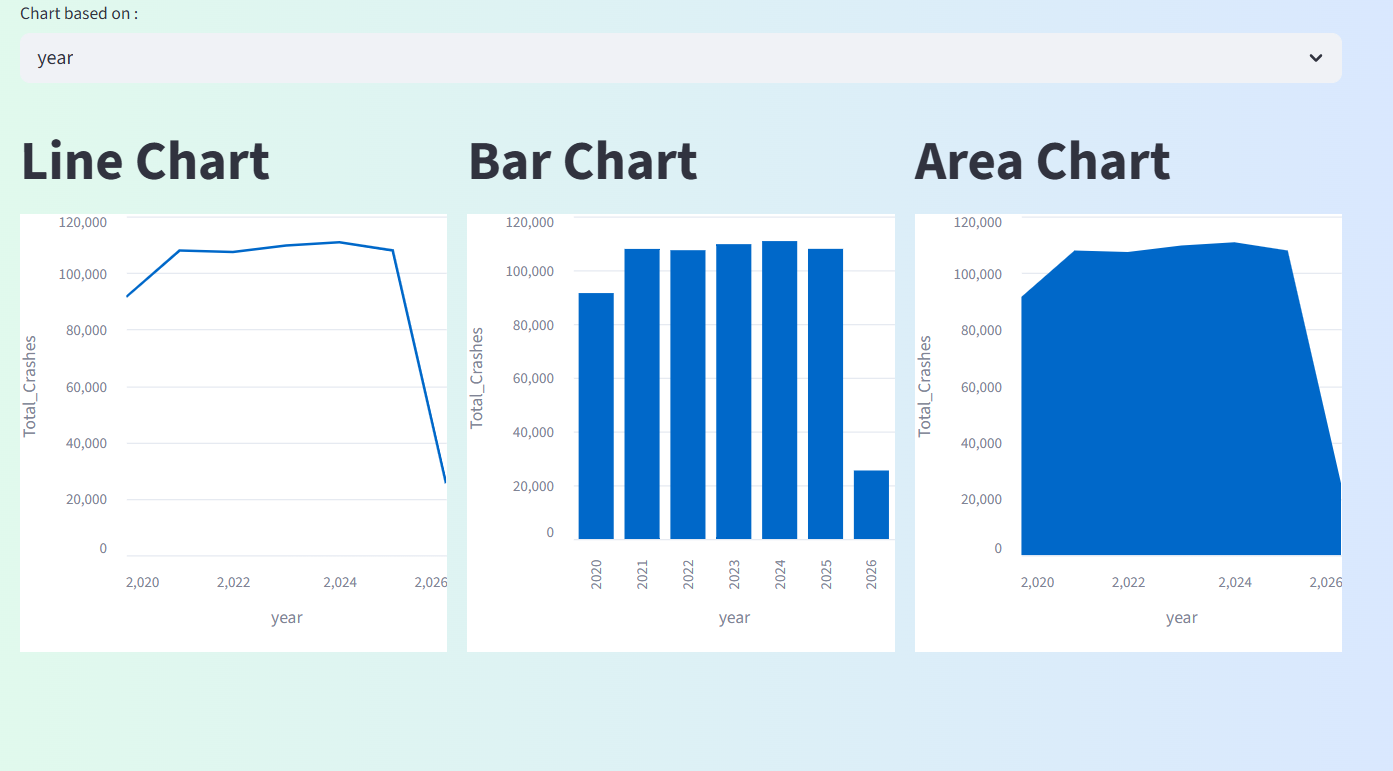 Chart based on :
year
Line Chart
120,000
100,000
80,000
60,000
40,000
20,000
0
Total_Crashes
2,020 2,022 2,024 2,026
year
Bar Chart
120,000
100,000
80,000
60,000
40,000
20,000
0
Total_Crashes
2020 2021 2022 2023 2024 2025 2026
year
Area Chart
120,000
100,000
80,000
60,000
40,000
20,000
0
Total_Crashes
2,020 2,022 2,024 2,026
year